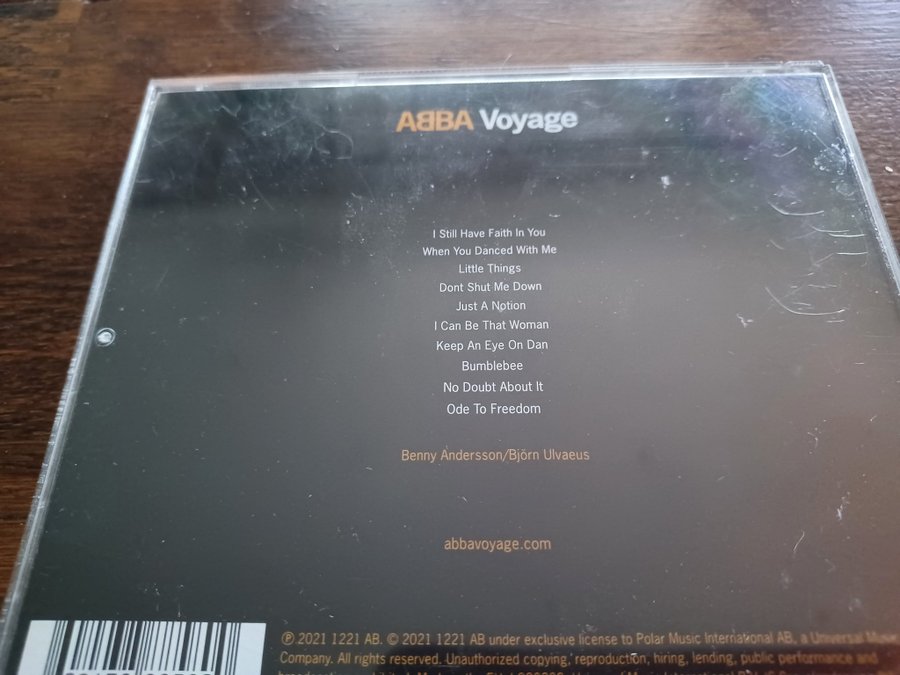 ABBA Voyage
I Still Have Faith In You
When You Danced With Me
Little Things
Dont Shut Me Down
Just A Notion
I Can Be That Woman
Keep An Eye On Dan
Bumblebee
No Doubt About It
Ode To Freedom
Benny Andersson/Björn Ulvaeus
abbavoyage.com
℗ 2021 1221 AB. © 2021 1221 AB under exclusive license to Polar Music International AB, a Universal Music
Company. All rights reserved. Unauthorized copying, reproduction, hiring, lending, public performance and